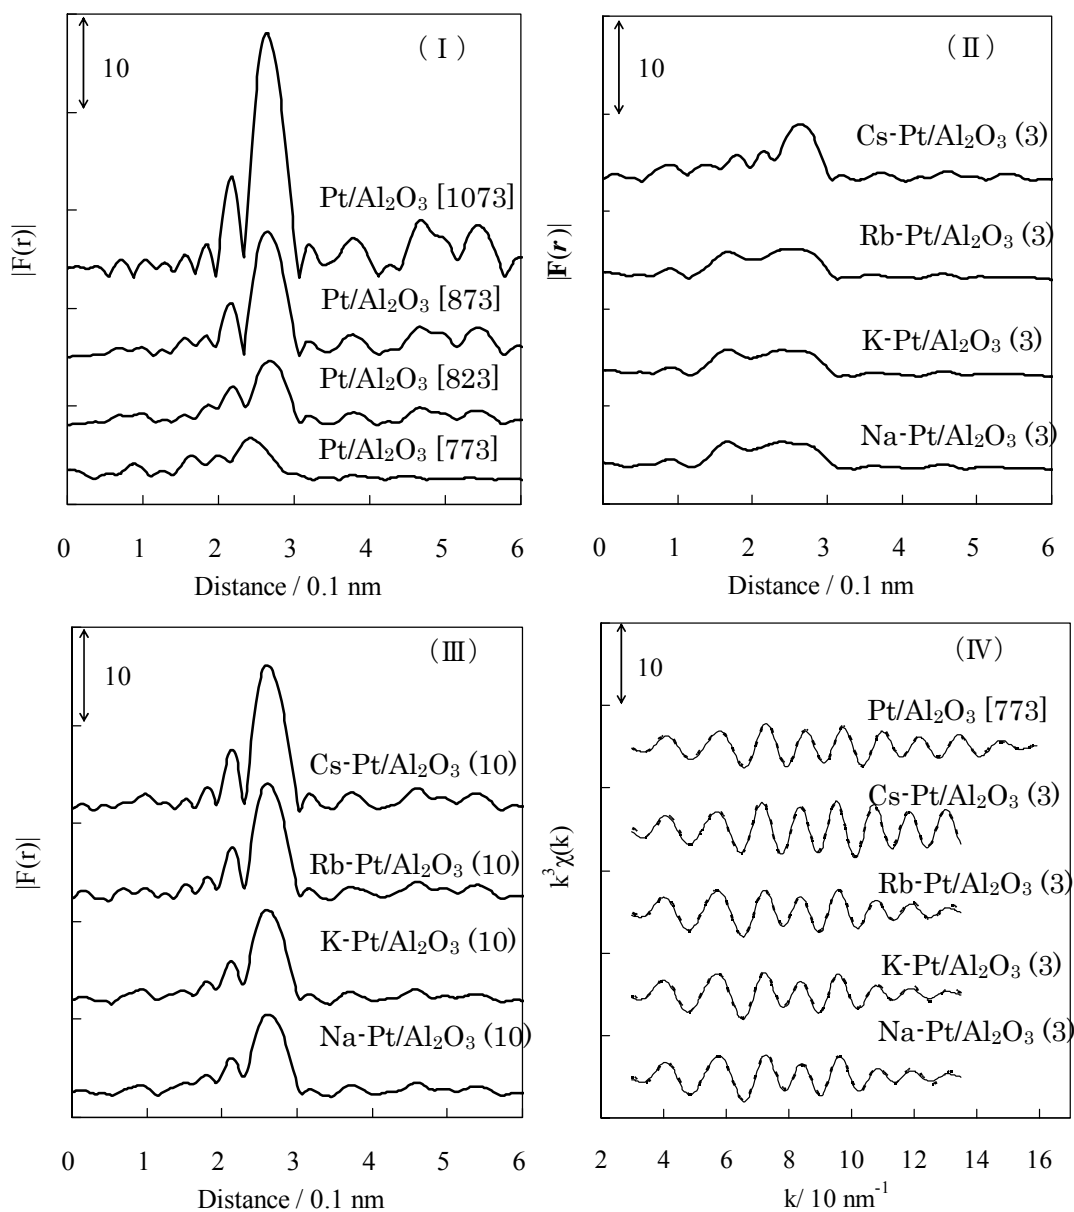 (Ⅰ)
10
Pt/Al₂O₃ [1073]
Pt/Al₂O₃ [873]
Pt/Al₂O₃ [823]
Pt/Al₂O₃ [773]
|F(r)|
0 1 2 3 4 5 6
Distance / 0.1 nm
(Ⅱ)
10
Cs-Pt/Al₂O₃ (3)
Rb-Pt/Al₂O₃ (3)
K-Pt/Al₂O₃ (3)
Na-Pt/Al₂O₃ (3)
|F(r)|
0 1 2 3 4 5 6
Distance / 0.1 nm
(Ⅲ)
10
Cs-Pt/Al₂O₃ (10)
Rb-Pt/Al₂O₃ (10)
K-Pt/Al₂O₃ (10)
Na-Pt/Al₂O₃ (10)
|F(r)|
0 1 2 3 4 5 6
Distance / 0.1 nm
(Ⅳ)
10
Pt/Al₂O₃ [773]
Cs-Pt/Al₂O₃ (3)
Rb-Pt/Al₂O₃ (3)
K-Pt/Al₂O₃ (3)
Na-Pt/Al₂O₃ (3)
k³χ(k)
2 4 6 8 10 12 14 16
k/ 10 nm⁻¹